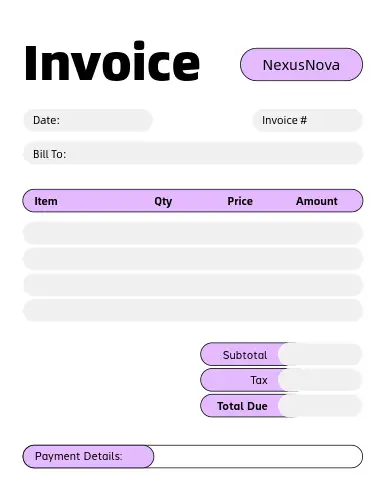 Invoice
NexusNova
Date:
Invoice #
Bill To:
Item Qty Price Amount
Subtotal
Tax
Total Due
Payment Details: